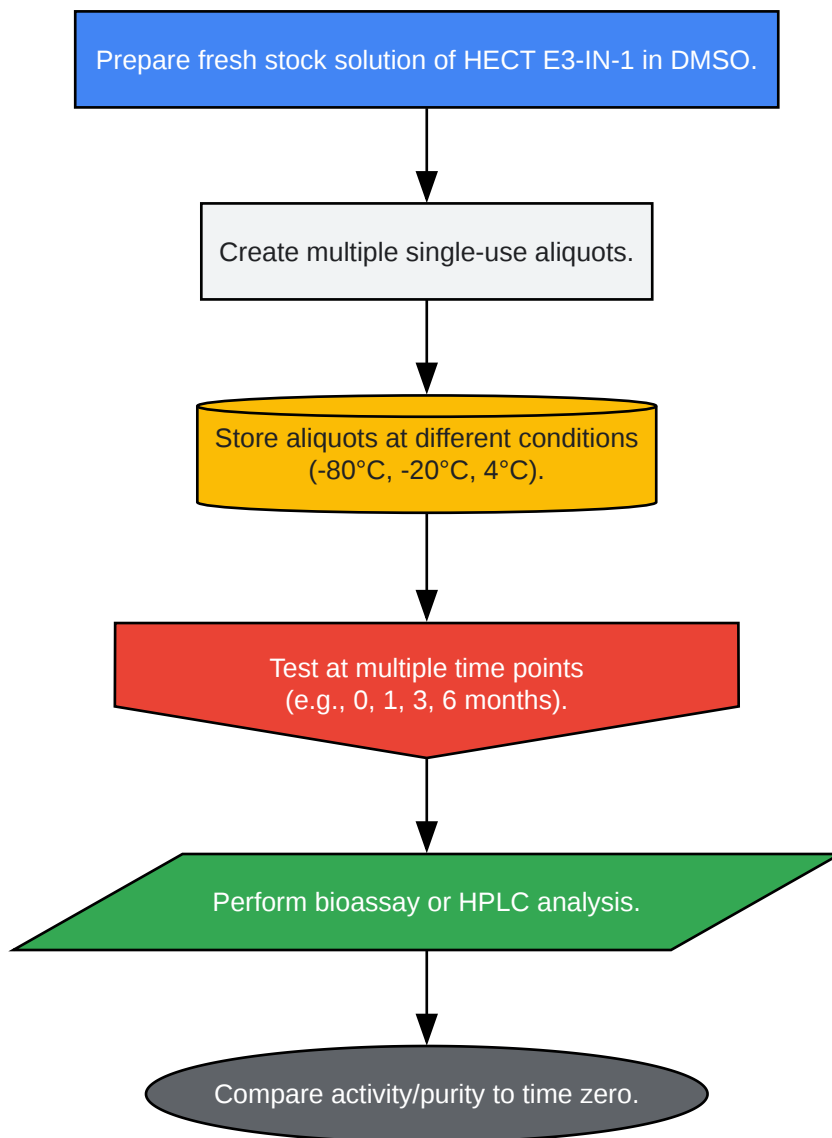 Prepare fresh stock solution of HECT E3-IN-1 in DMSO.
Create multiple single-use aliquots.
Store aliquots at different conditions
(-80°C, -20°C, 4°C).
Test at multiple time points
(e.g., 0, 1, 3, 6 months).
Perform bioassay or HPLC analysis.
Compare activity/purity to time zero.